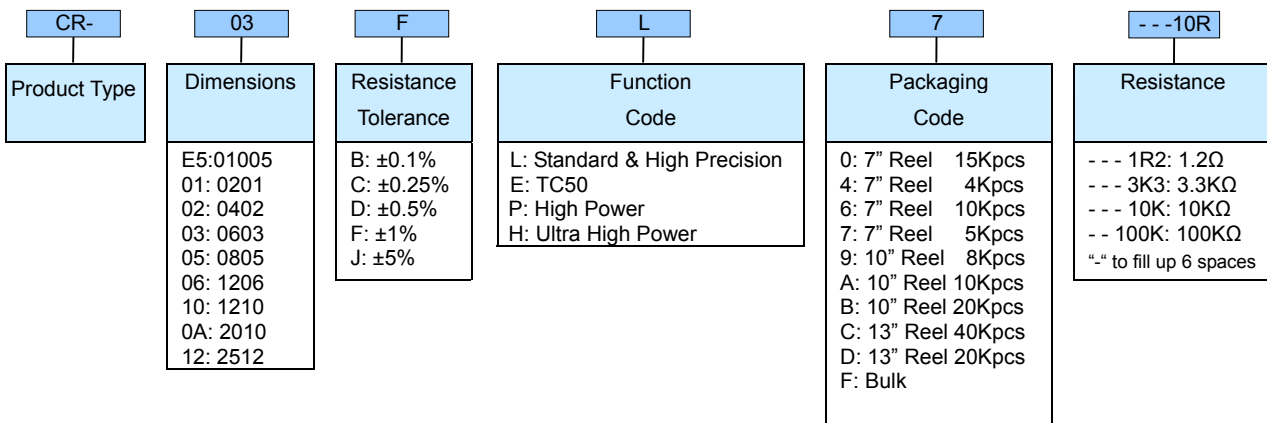 CR- 03 F L 7 - - -10R
Product Type
Dimensions
E5:01005
01: 0201
02: 0402
03: 0603
05: 0805
06: 1206
10: 1210
0A: 2010
12: 2512
Resistance
Tolerance
B: ±0.1%
C: ±0.25%
D: ±0.5%
F: ±1%
J: ±5%
Function
Code
L: Standard & High Precision
E: TC50
P: High Power
H: Ultra High Power
Packaging
Code
0: 7” Reel 15Kpcs
4: 7” Reel 4Kpcs
6: 7” Reel 10Kpcs
7: 7” Reel 5Kpcs
9: 10” Reel 8Kpcs
A: 10” Reel 10Kpcs
B: 10” Reel 20Kpcs
C: 13” Reel 40Kpcs
D: 13” Reel 20Kpcs
F: Bulk
Resistance
- - - 1R2: 1.2Ω
- - - 3K3: 3.3KΩ
- - - 10K: 10KΩ
- - 100K: 100KΩ
“-“ to fill up 6 spaces